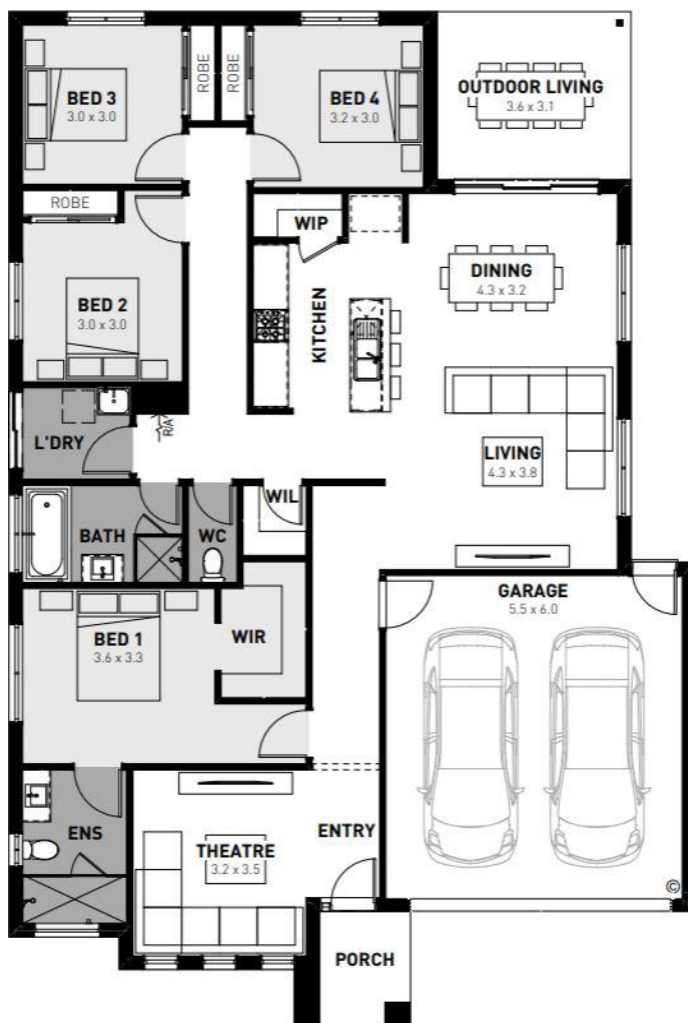 ROBE
ROBE
BED 3
3.0 x 3.0
BED 4
3.2 x 3.0
OUTDOOR LIVING
3.6 x 3.1
ROBE
WIP
DINING
4.3 x 3.2
BED 2
3.0 x 3.0
KITCHEN
R/A
L'DRY
LIVING
4.3 x 3.8
WIL
BATH
WC
GARAGE
5.5 x 6.0
BED 1
3.6 x 3.3
WIR
ENS
ENTRY
THEATRE
3.2 x 3.5
©
PORCH